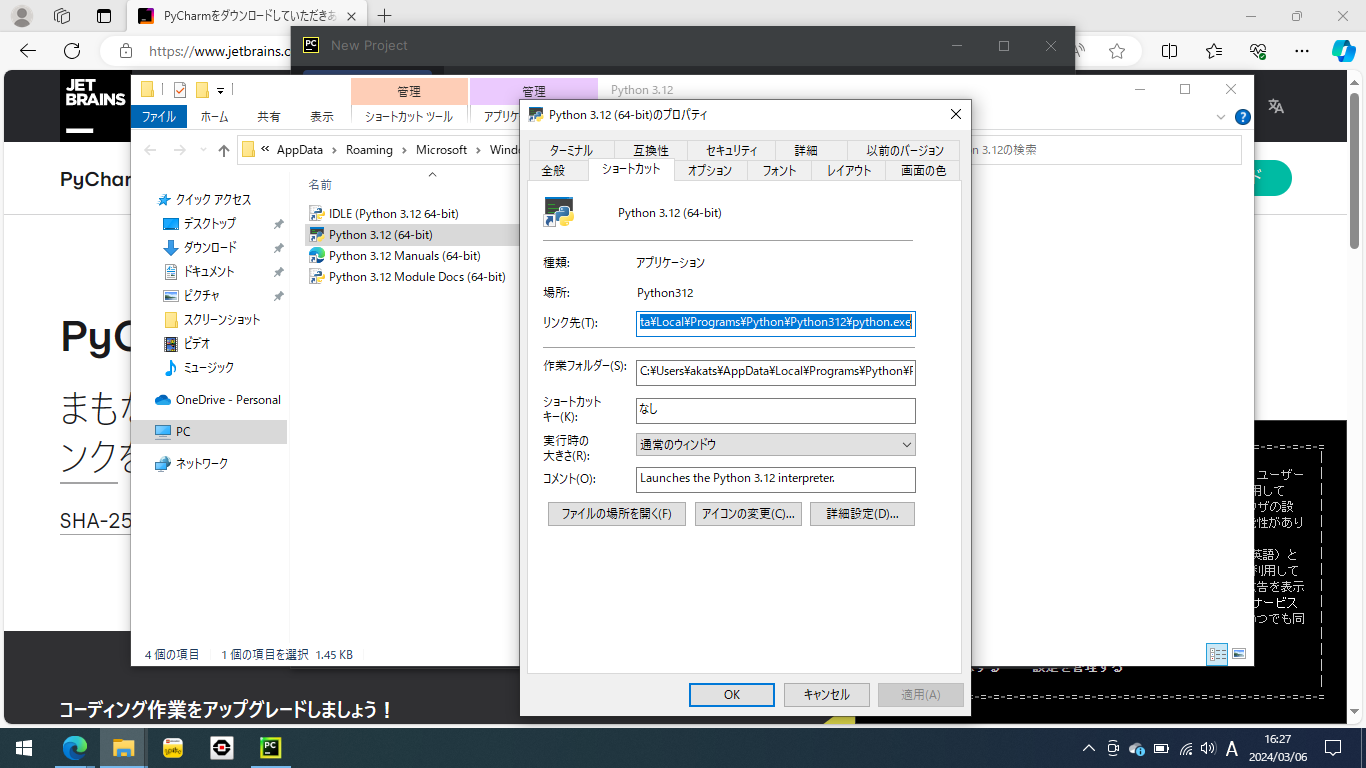 PyCharmをダウンロードしていただきあ
https://www.jetbrains.c
PC
New Project
JET
BRAINS
管理
管理
Python 3.12
ファイル
ホーム
共有
表示
ショートカット ツール
アプリケ
AppData
Roaming
Microsoft
n 3.12の検索
PyChar
名前
クイック アクセス
デスクトップ
ダウンロード
ドキュメント
ピクチャ
スクリーンショット
ビデオ
ミュージック
OneDrive - Personal
PC
ネットワーク
IDLE (Python 3.12 64-bit)
Python 3.12 (64-bit)
Python 3.12 Manuals (64-bit)
Python 3.12 Module Docs (64-bit)
4 個の項目
1 個の項目を選択 1.45 KB
Python 3.12 (64-bit)のプロパティ
ターミナル
互換性
セキュリティ
詳細
以前のバージョン
全般
ショートカット
オプション
フォント
レイアウト
画面の色
Python 3.12 (64-bit)
種類:
アプリケーション
場所:
Python312
リンク先(T):
ta¥Local¥Programs¥Python¥Python312¥python.exe
作業フォルダー(S):
C:¥Users¥akats¥AppData¥Local¥Programs¥Python¥P
ショートカット
キー(K):
なし
実行時の
大きさ(R):
通常のウィンドウ
コメント(O):
Launches the Python 3.12 interpreter.
ファイルの場所を開く(F)
アイコンの変更(C)...
詳細設定(D)...
OK
キャンセル
適用(A)
PyC
まもな
ンクを
SHA-25
コーディング作業をアップグレードしましょう！
ユーザー
用して
ウザの設
能性があり
英語）と
利用して
広告を表示
サービス
いつでも同
設定を管理する
PC
A
16:27
2024/03/06